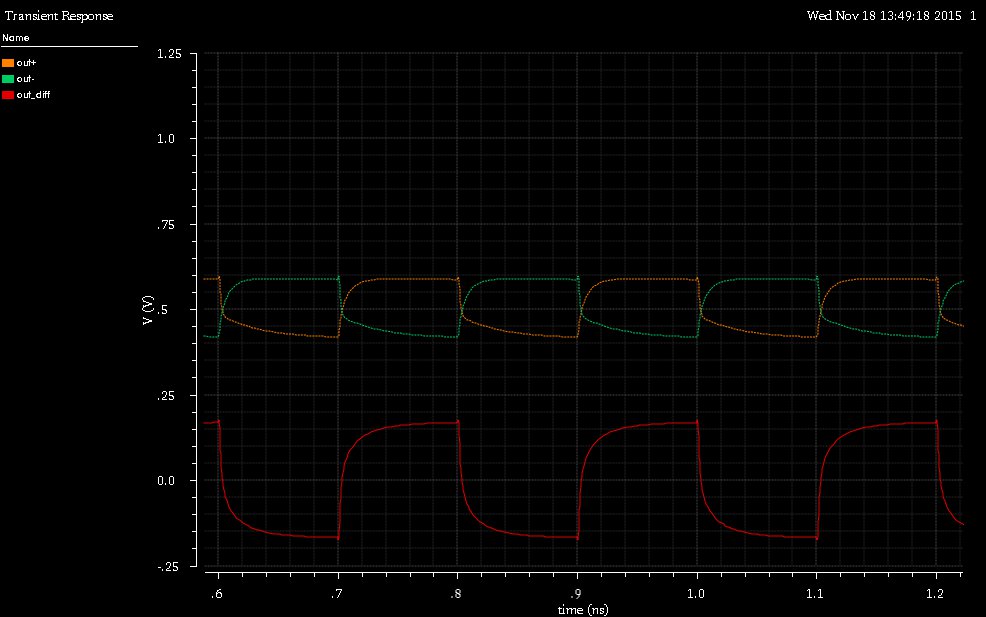 Transient Response
Wed Nov 18 13:49:18 2015 1
Name
out+
out-
out_diff
1.25
1.0
.75
.5
.25
0.0
-.25
V (V)
.6 .7 .8 .9 1.0 1.1 1.2
time (ns)